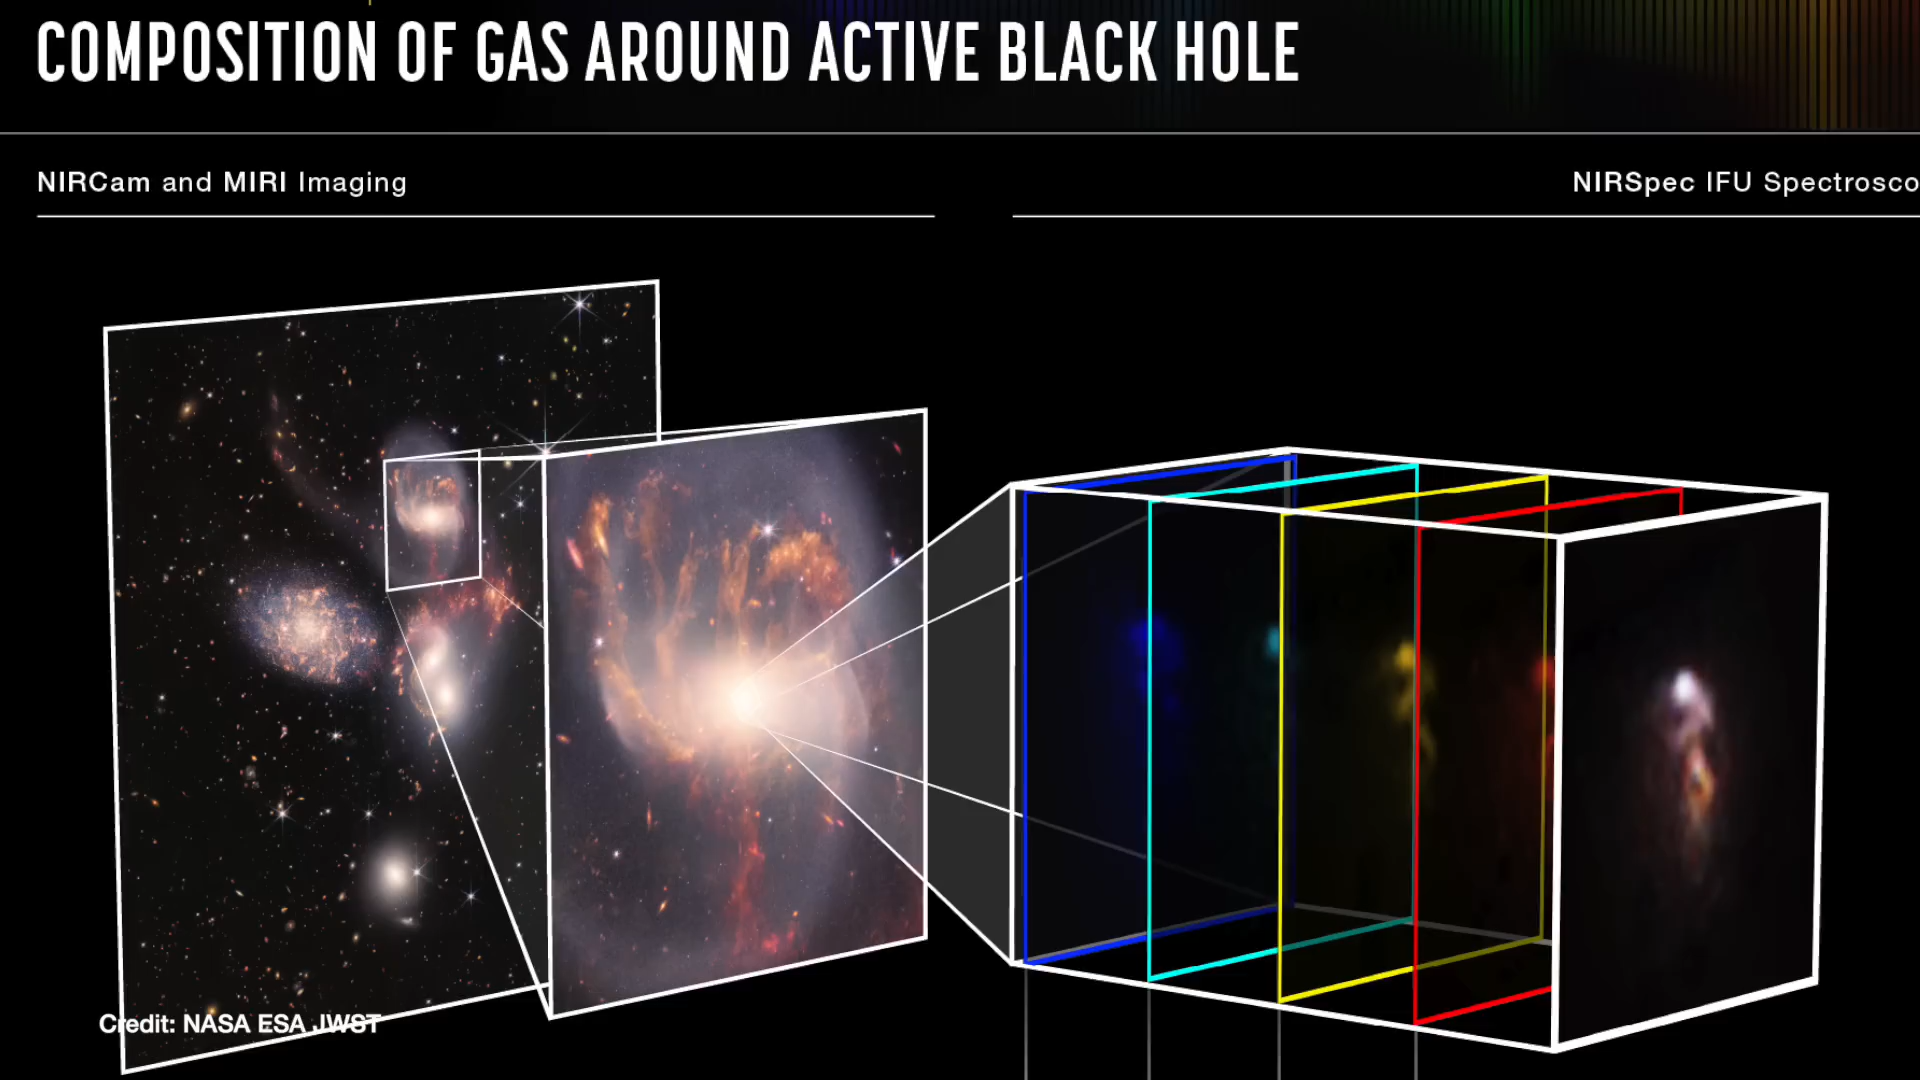 COMPOSITION OF GAS AROUND ACTIVE BLACK HOLE
NIRCam and MIRI Imaging
NIRSpec IFU Spectrosco
Credit: NASA ESA JWST